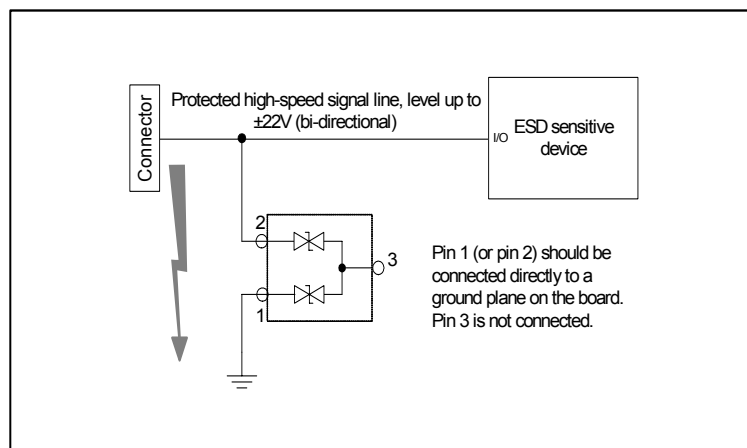 Connector
Protected high-speed signal line, level up to
±22V (bi-directional)
I/O
ESD sensitive
device
2
3
1
Pin 1 (or pin 2) should be
connected directly to a
ground plane on the board.
Pin 3 is not connected.